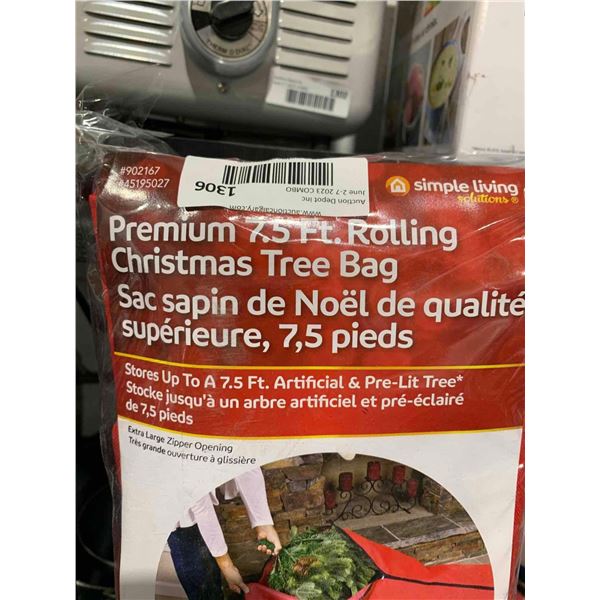 THERM O'DIAL
#902167
#45195027
1306
June 2-7 2023 COMBO
Auction Depot Inc
simple living
solutions®
Premium 7.5 Ft. Rolling
Christmas Tree Bag
Sac sapin de Noël de qualité
supérieure, 7,5 pieds
Stores Up To A 7.5 Ft. Artificial & Pre-Lit Tree*
Stocke jusqu'à un arbre artificiel et pré-éclairé
de 7,5 pieds
Extra Large Zipper Opening
Très grande ouverture à glissière